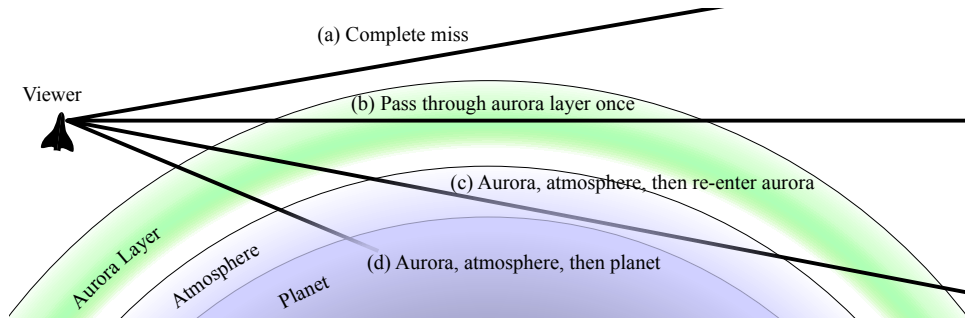 (a) Complete miss
Viewer
(b) Pass through aurora layer once
(c) Aurora, atmosphere, then re-enter aurora
(d) Aurora, atmosphere, then planet
Aurora Layer
Atmosphere
Planet